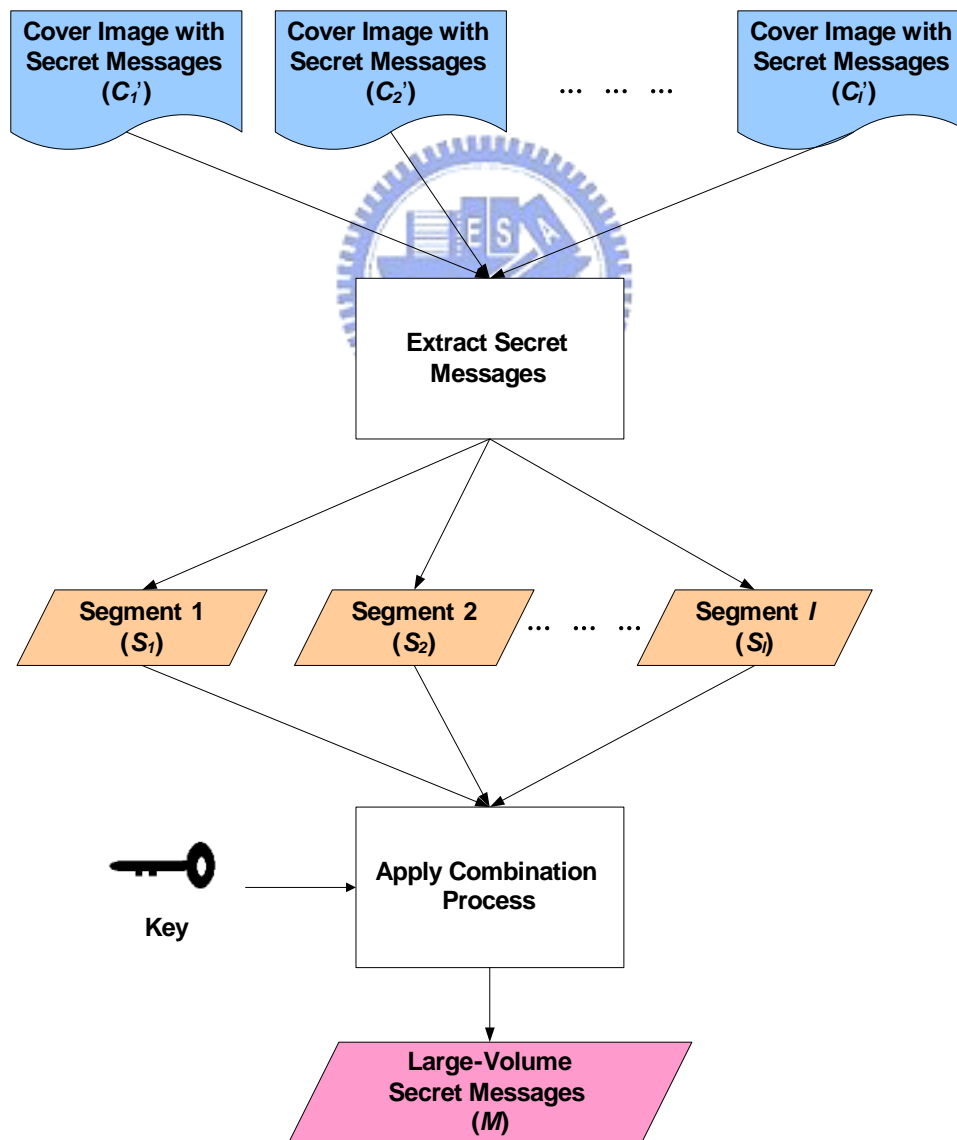 Cover Image with
Secret Messages
(C₁')
Cover Image with
Secret Messages
(C₂')
... ... ...
Cover Image with
Secret Messages
(Cₗ')
E S A
Extract Secret
Messages
Segment 1
(S₁)
Segment 2
(S₂)
... ... ...
Segment l
(Sₗ)
Key
Apply Combination
Process
Large-Volume
Secret Messages
(M)